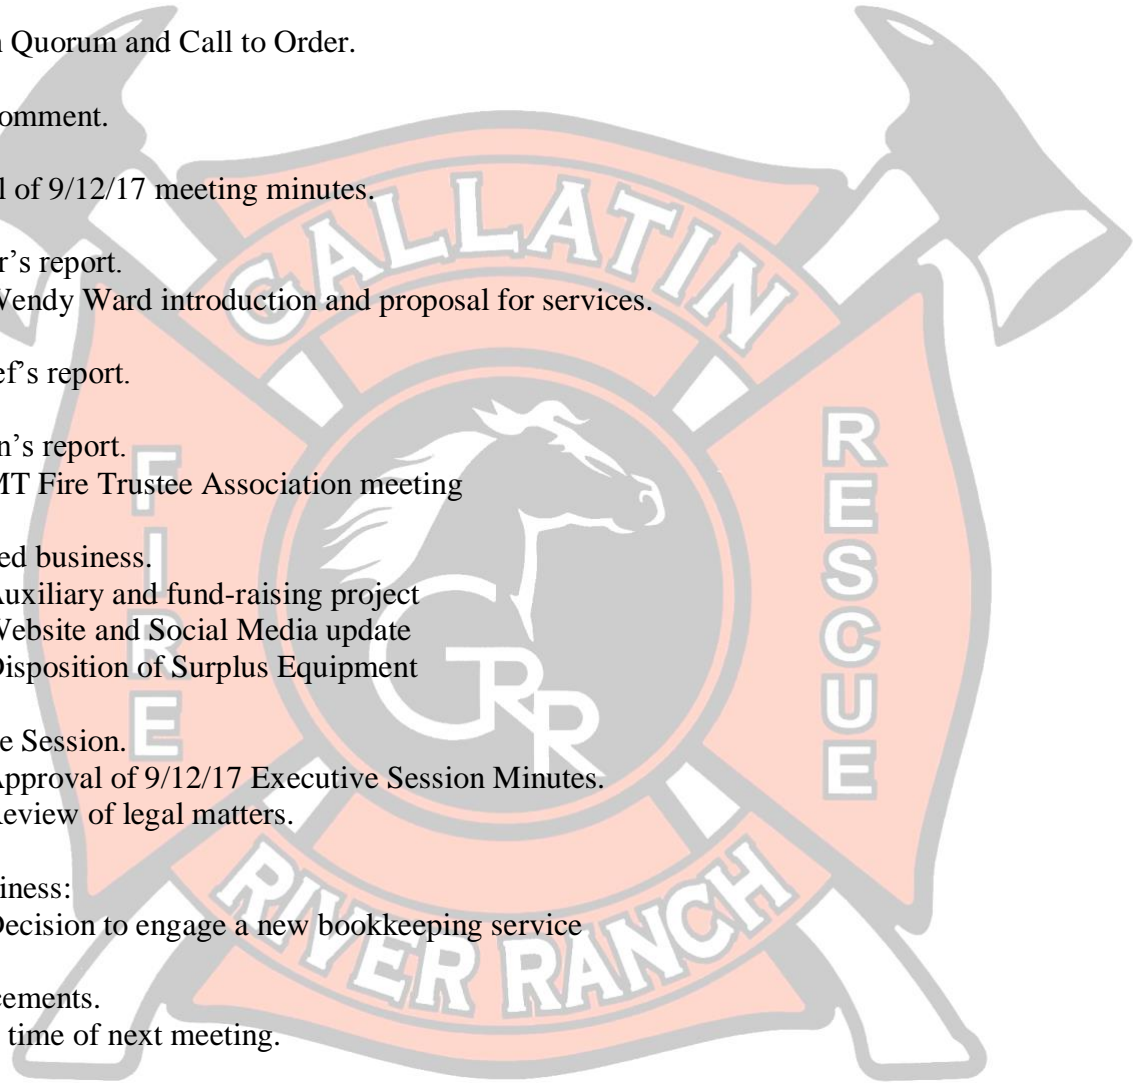 Quorum and Call to Order.
omment.
l of 9/12/17 meeting minutes.
r’s report.
Wendy Ward introduction and proposal for services.
ef’s report.
n’s report.
MT Fire Trustee Association meeting
ed business.
Auxiliary and fund-raising project
Website and Social Media update
Disposition of Surplus Equipment
e Session.
Approval of 9/12/17 Executive Session Minutes.
Review of legal matters.
iness:
Decision to engage a new bookkeeping service
cements.
time of next meeting.
GALLATIN
FIRE
RESCUE
GRR
RIVER RANCH